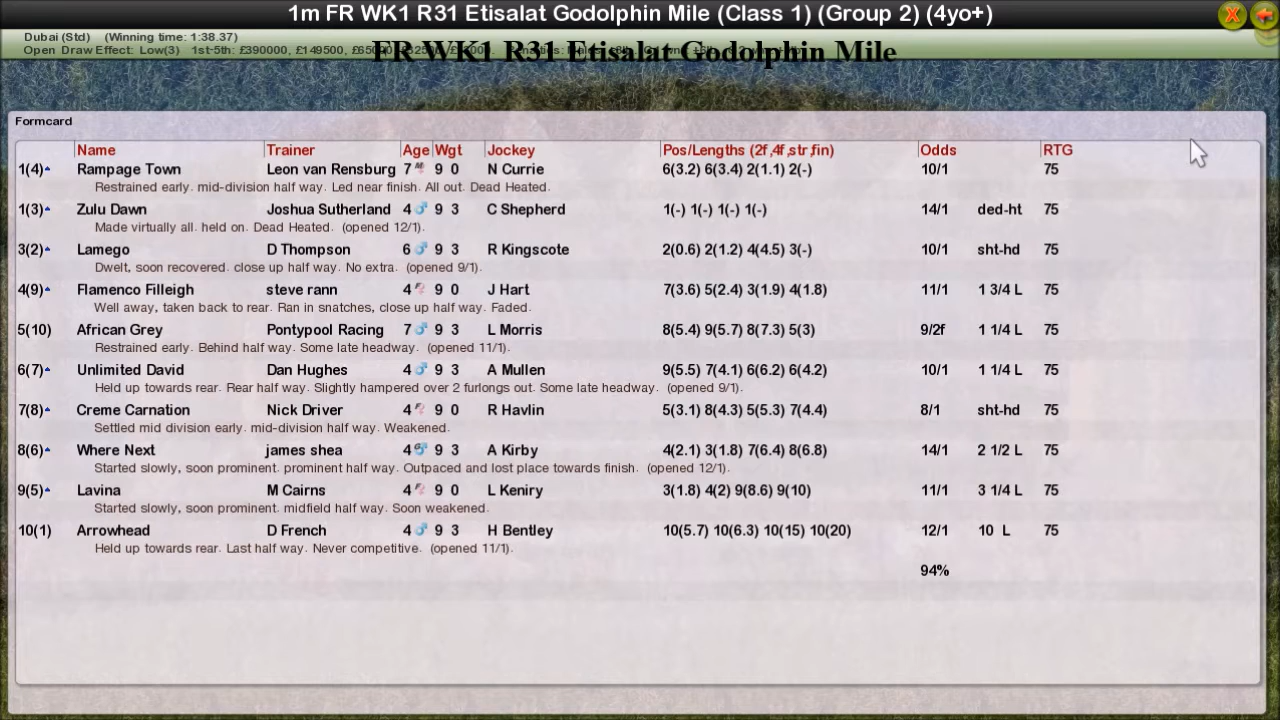 1m FR WK1 R31 Etisalat Godolphin Mile (Class 1) (Group 2) (4yo+)
Dubai (Std) (Winning time: 1:38.37)
Open Draw Effect: Low(3) 1st-5th: £390000, £149500,
FR WK1 R31 Etisalat Godolphin Mile
Formcard
Name Trainer Age Wgt Jockey Pos/Lengths (2f,4f,str,fin) Odds RTG
1(4) Rampage Town Leon van Rensburg 7 9 0 N Currie 6(3.2) 6(3.4) 2(1.1) 2(-) 10/1 75
Restrained early. mid-division half way. Led near finish. All out. Dead Heated.
1(3) Zulu Dawn Joshua Sutherland 4 9 3 C Shepherd 1(-) 1(-) 1(-) 1(-) 14/1 ded-ht 75
Made virtually all. held on. Dead Heated. (opened 12/1).
3(2) Lamego D Thompson 6 9 3 R Kingscote 2(0.6) 2(1.2) 4(4.5) 3(-) 10/1 sht-hd 75
Dwelt, soon recovered. close up half way. No extra. (opened 9/1).
4(9) Flamenco Filleigh steve rann 4 9 0 J Hart 7(3.6) 5(2.4) 3(1.9) 4(1.8) 11/1 1 3/4 L 75
Well away, taken back to rear. Ran in snatches, close up half way. Faded.
5(10) African Grey Pontypool Racing 7 9 3 L Morris 8(5.4) 9(5.7) 8(7.3) 5(3) 9/2f 1 1/4 L 75
Restrained early. Behind half way. Some late headway. (opened 11/1).
6(7) Unlimited David Dan Hughes 4 9 3 A Mullen 9(5.5) 7(4.1) 6(6.2) 6(4.2) 10/1 1 1/4 L 75
Held up towards rear. Rear half way. Slightly hampered over 2 furlongs out. Some late headway. (opened 9/1).
7(8) Creme Carnation Nick Driver 4 9 0 R Havlin 5(3.1) 8(4.3) 5(5.3) 7(4.4) 8/1 sht-hd 75
Settled mid division early. mid-division half way. Weakened.
8(6) Where Next james shea 4 9 3 A Kirby 4(2.1) 3(1.8) 7(6.4) 8(6.8) 14/1 2 1/2 L 75
Started slowly, soon prominent. prominent half way. Outpaced and lost place towards finish. (opened 12/1).
9(5) Lavina M Cairns 4 9 0 L Keniry 3(1.8) 4(2) 9(8.6) 9(10) 11/1 3 1/4 L 75
Started slowly, soon prominent. midfield half way. Soon weakened.
10(1) Arrowhead D French 4 9 3 H Bentley 10(5.7) 10(6.3) 10(15) 10(20) 12/1 10 L 75
Held up towards rear. Last half way. Never competitive. (opened 11/1).
94%